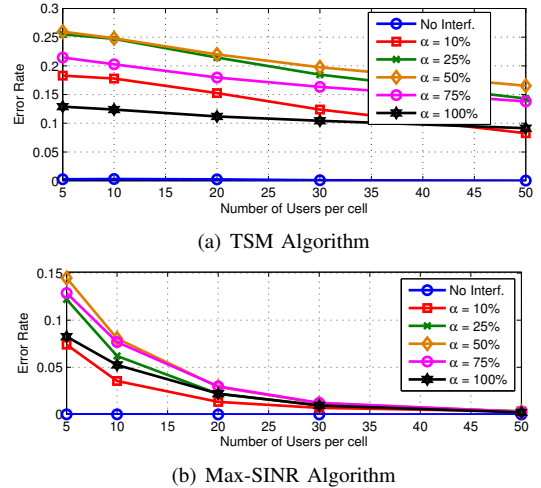 0.3
0.25
0.2
0.15
0.1
0.05
0
Error Rate
5 10 15 20 25 30 35 40 45 50
Number of Users per cell
No Interf.
α = 10%
α = 25%
α = 50%
α = 75%
α = 100%
(a) TSM Algorithm
0.15
0.1
0.05
0
Error Rate
5 10 15 20 25 30 35 40 45 50
Number of Users per cell
No Interf.
α = 10%
α = 25%
α = 50%
α = 75%
α = 100%
(b) Max-SINR Algorithm